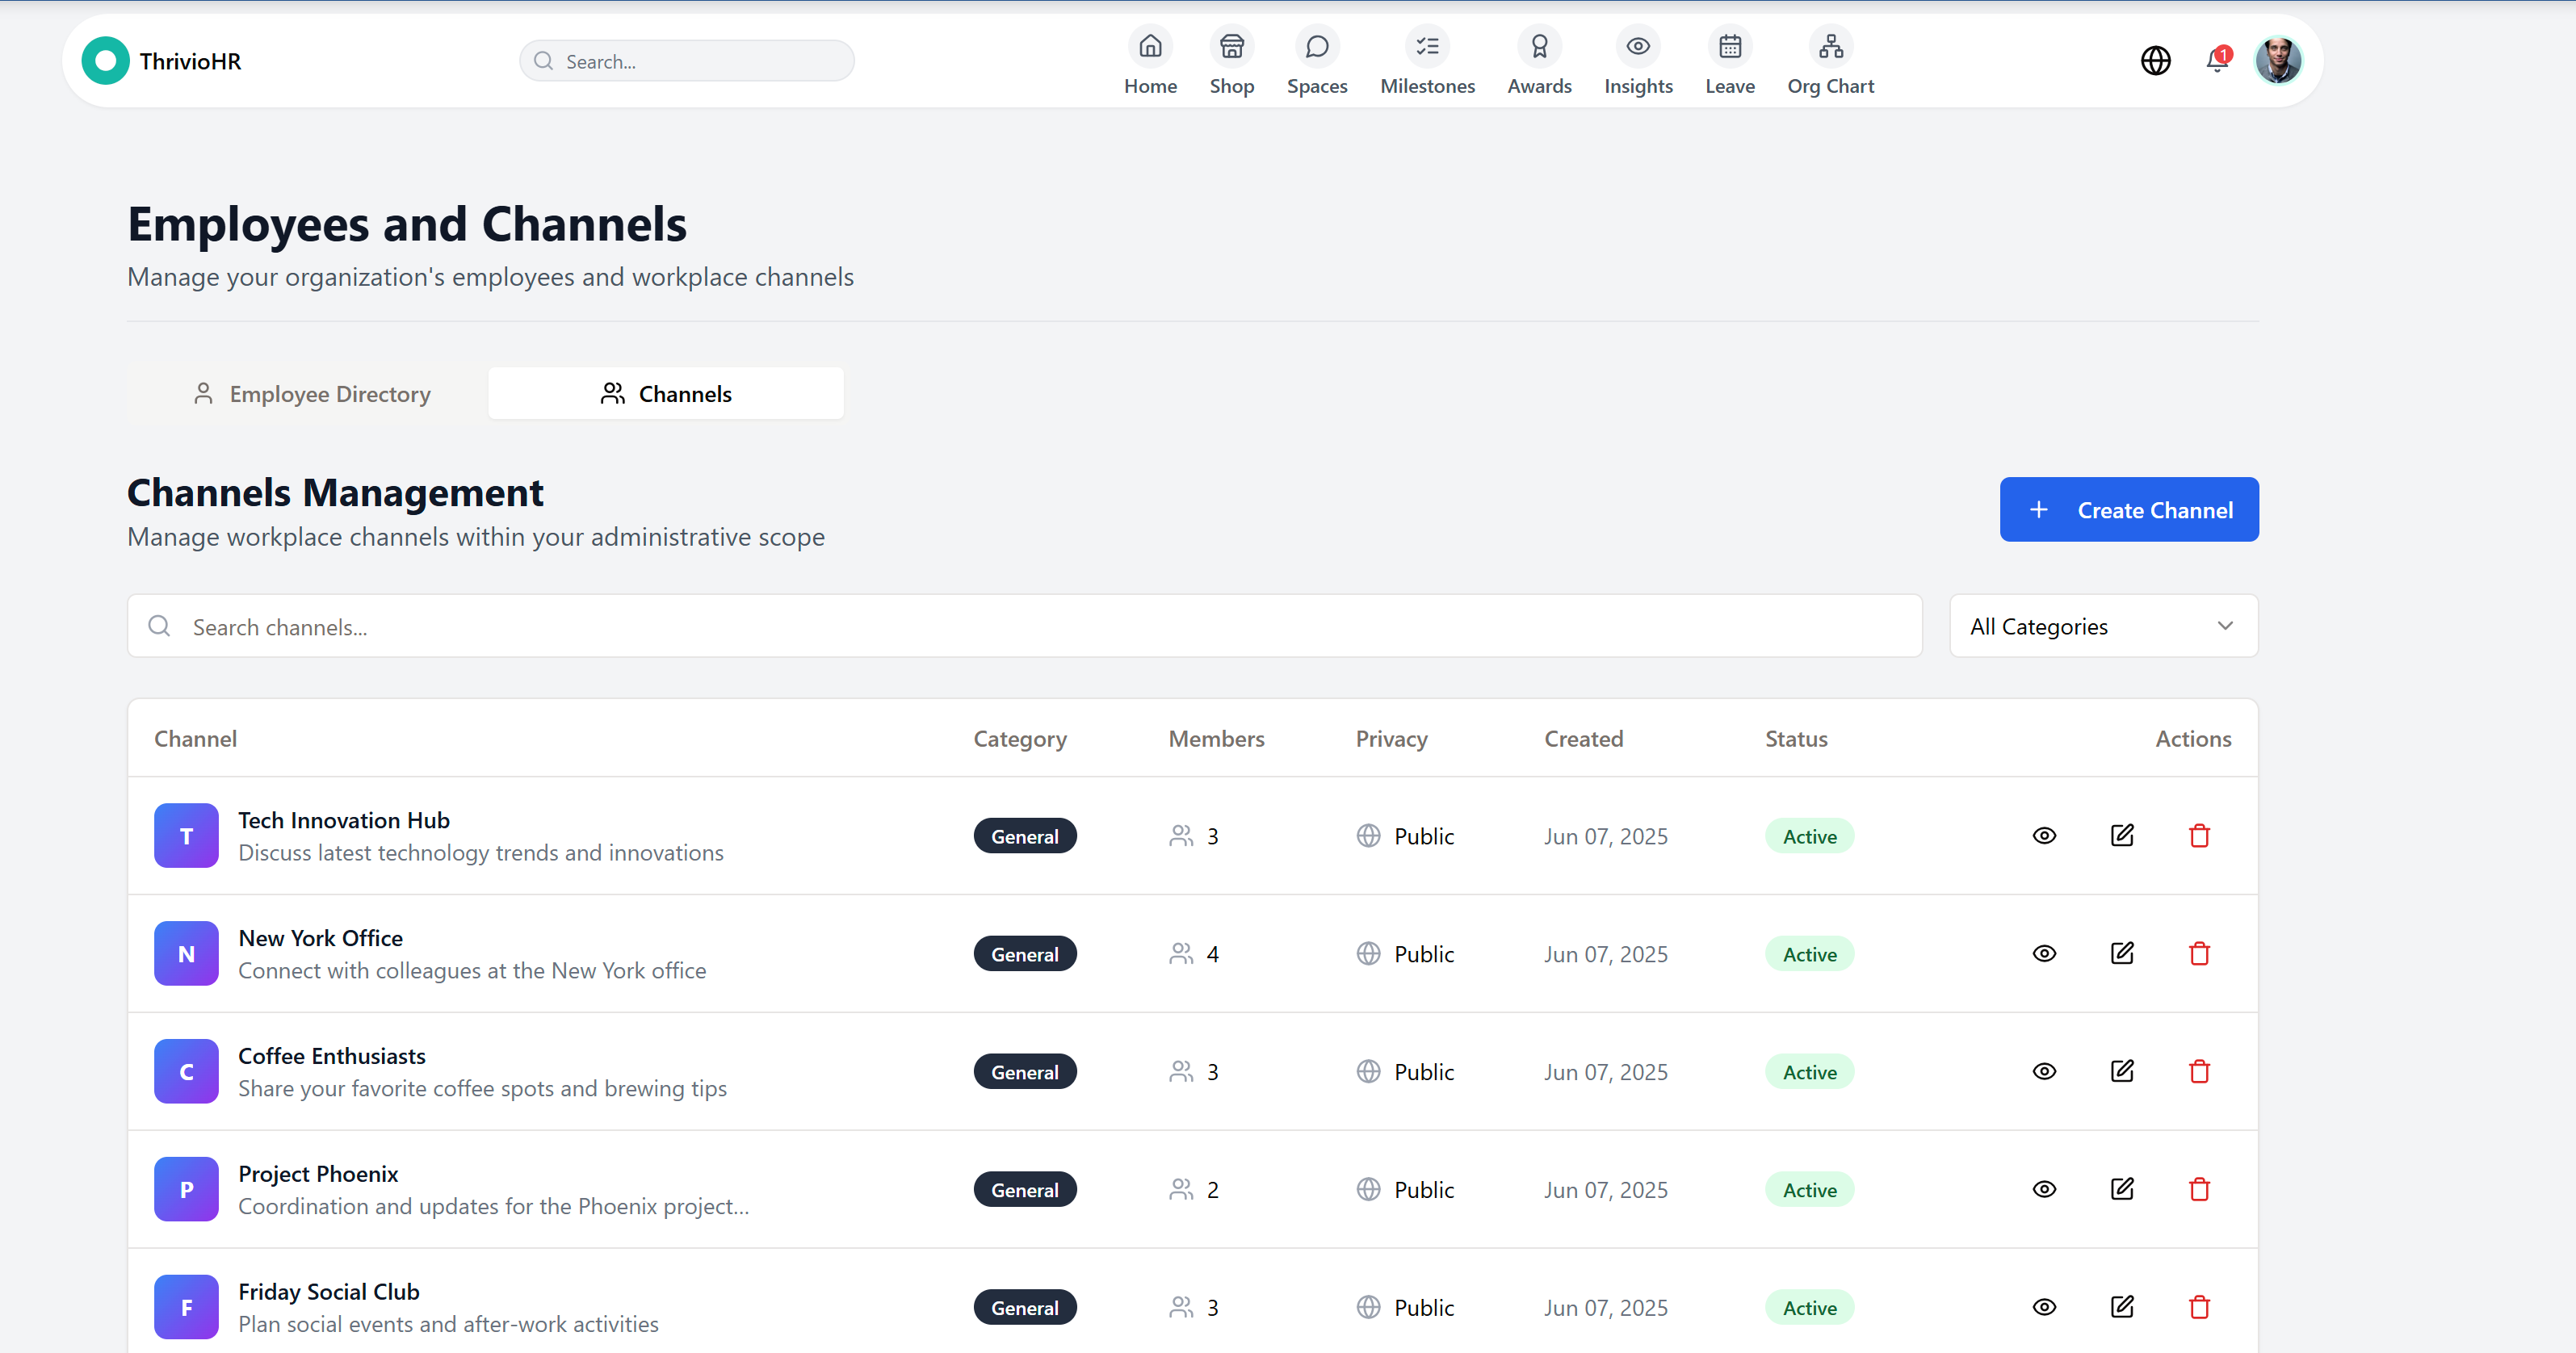 ThrivioHR
Search...
Home
Shop
Spaces
Milestones
Awards
Insights
Leave
Org Chart
1
Employees and Channels
Manage your organization's employees and workplace channels
Employee Directory
Channels
Channels Management
Manage workplace channels within your administrative scope
Create Channel
Search channels...
All Categories
Channel Category Members Privacy Created Status Actions
T
Tech Innovation Hub
Discuss latest technology trends and innovations
General 3 Public Jun 07, 2025 Active
N
New York Office
Connect with colleagues at the New York office
General 4 Public Jun 07, 2025 Active
C
Coffee Enthusiasts
Share your favorite coffee spots and brewing tips
General 3 Public Jun 07, 2025 Active
P
Project Phoenix
Coordination and updates for the Phoenix project...
General 2 Public Jun 07, 2025 Active
F
Friday Social Club
Plan social events and after-work activities
General 3 Public Jun 07, 2025 Active